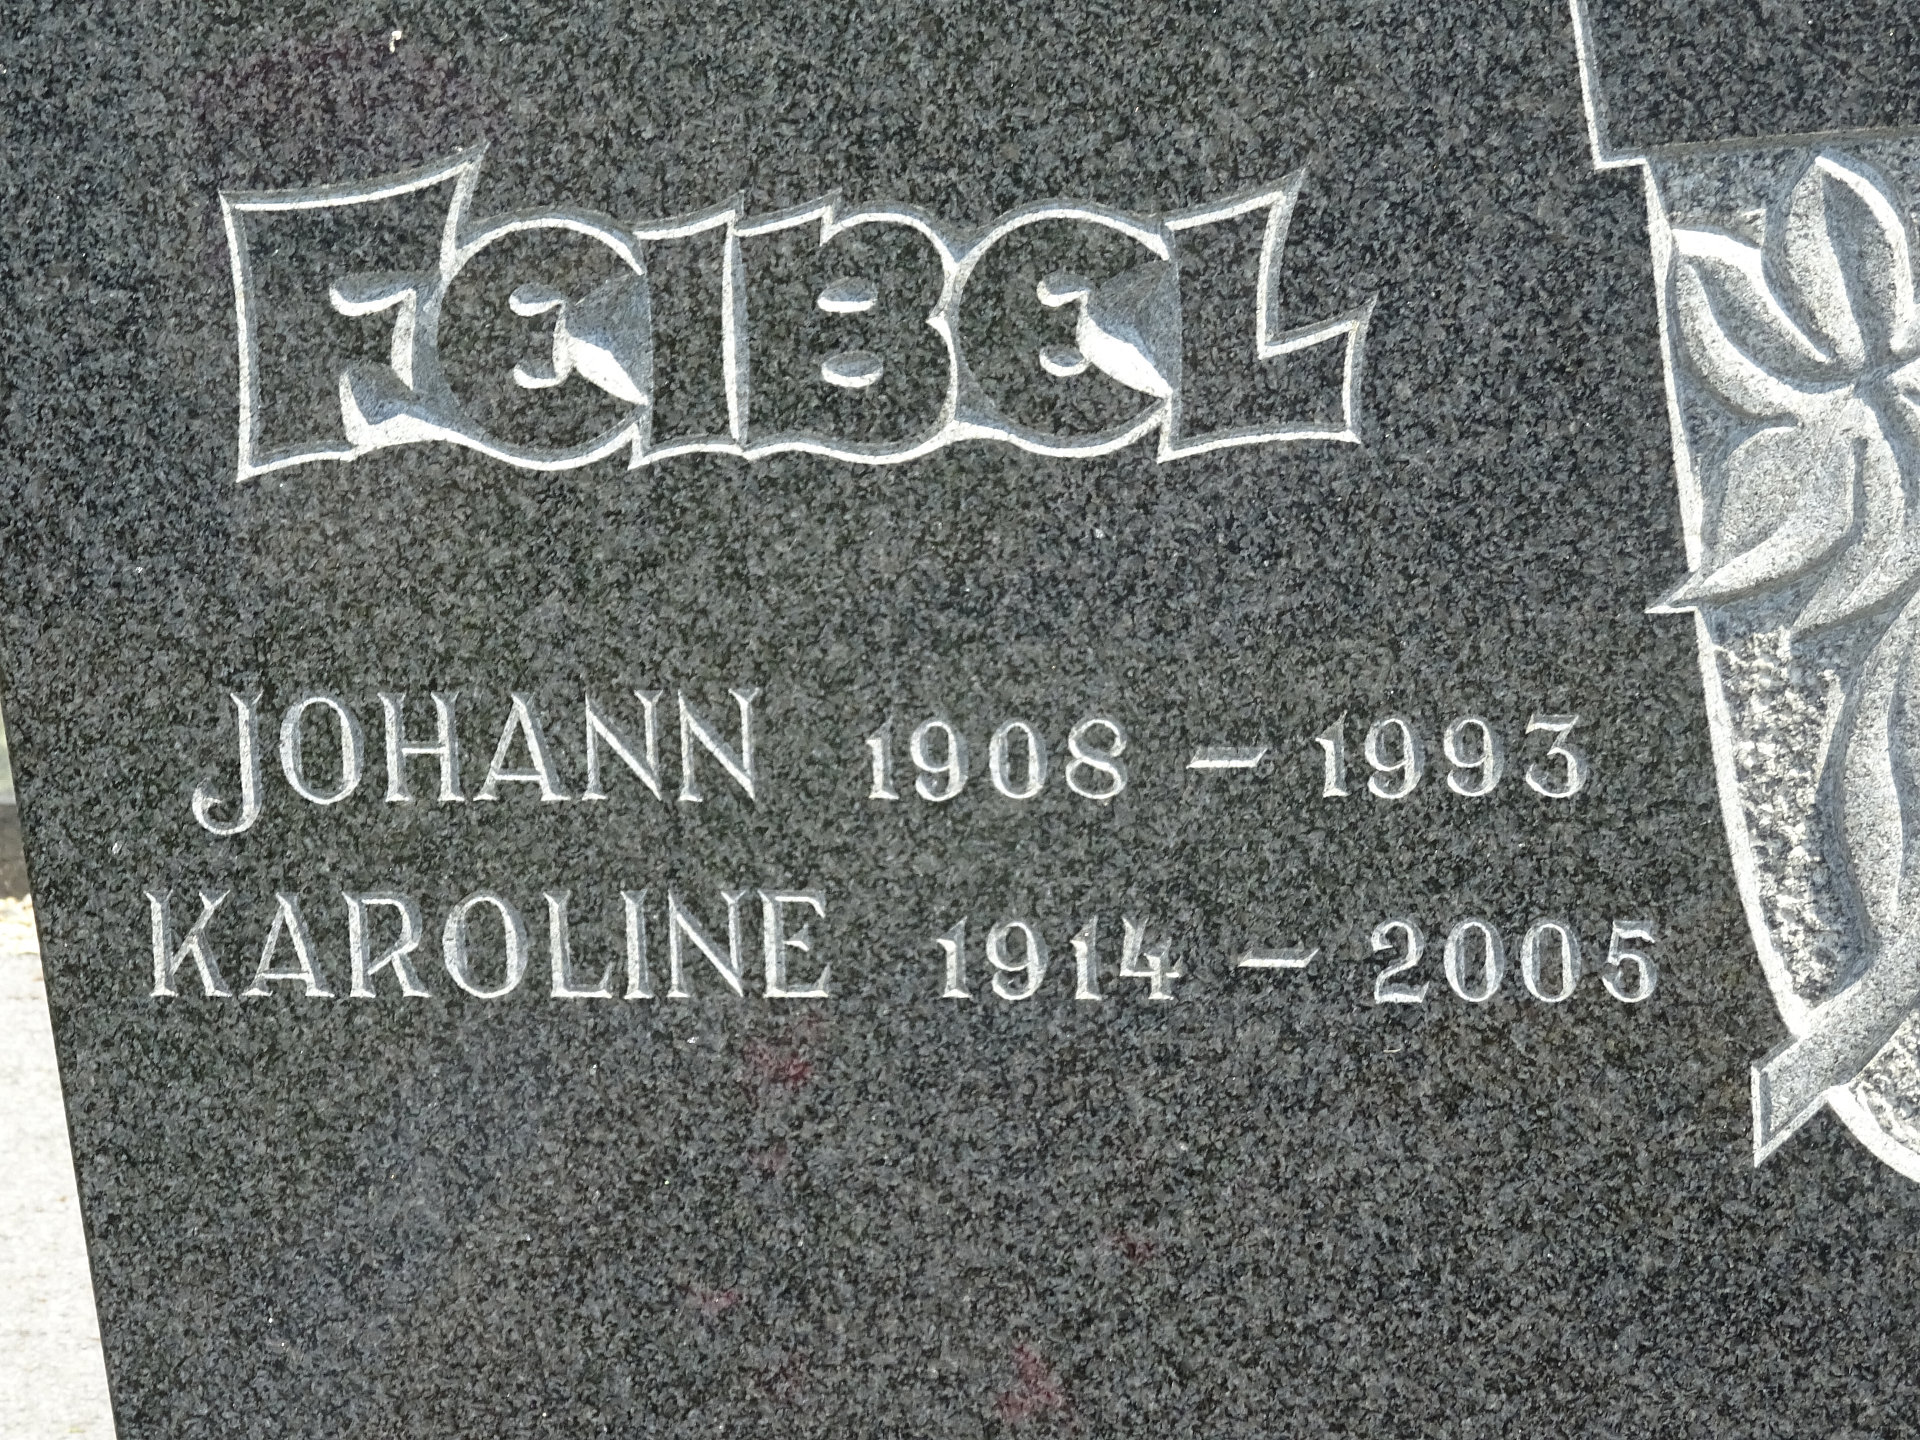 FEIBEL
JOHANN 1908 – 1993
KAROLINE 1914 – 2005